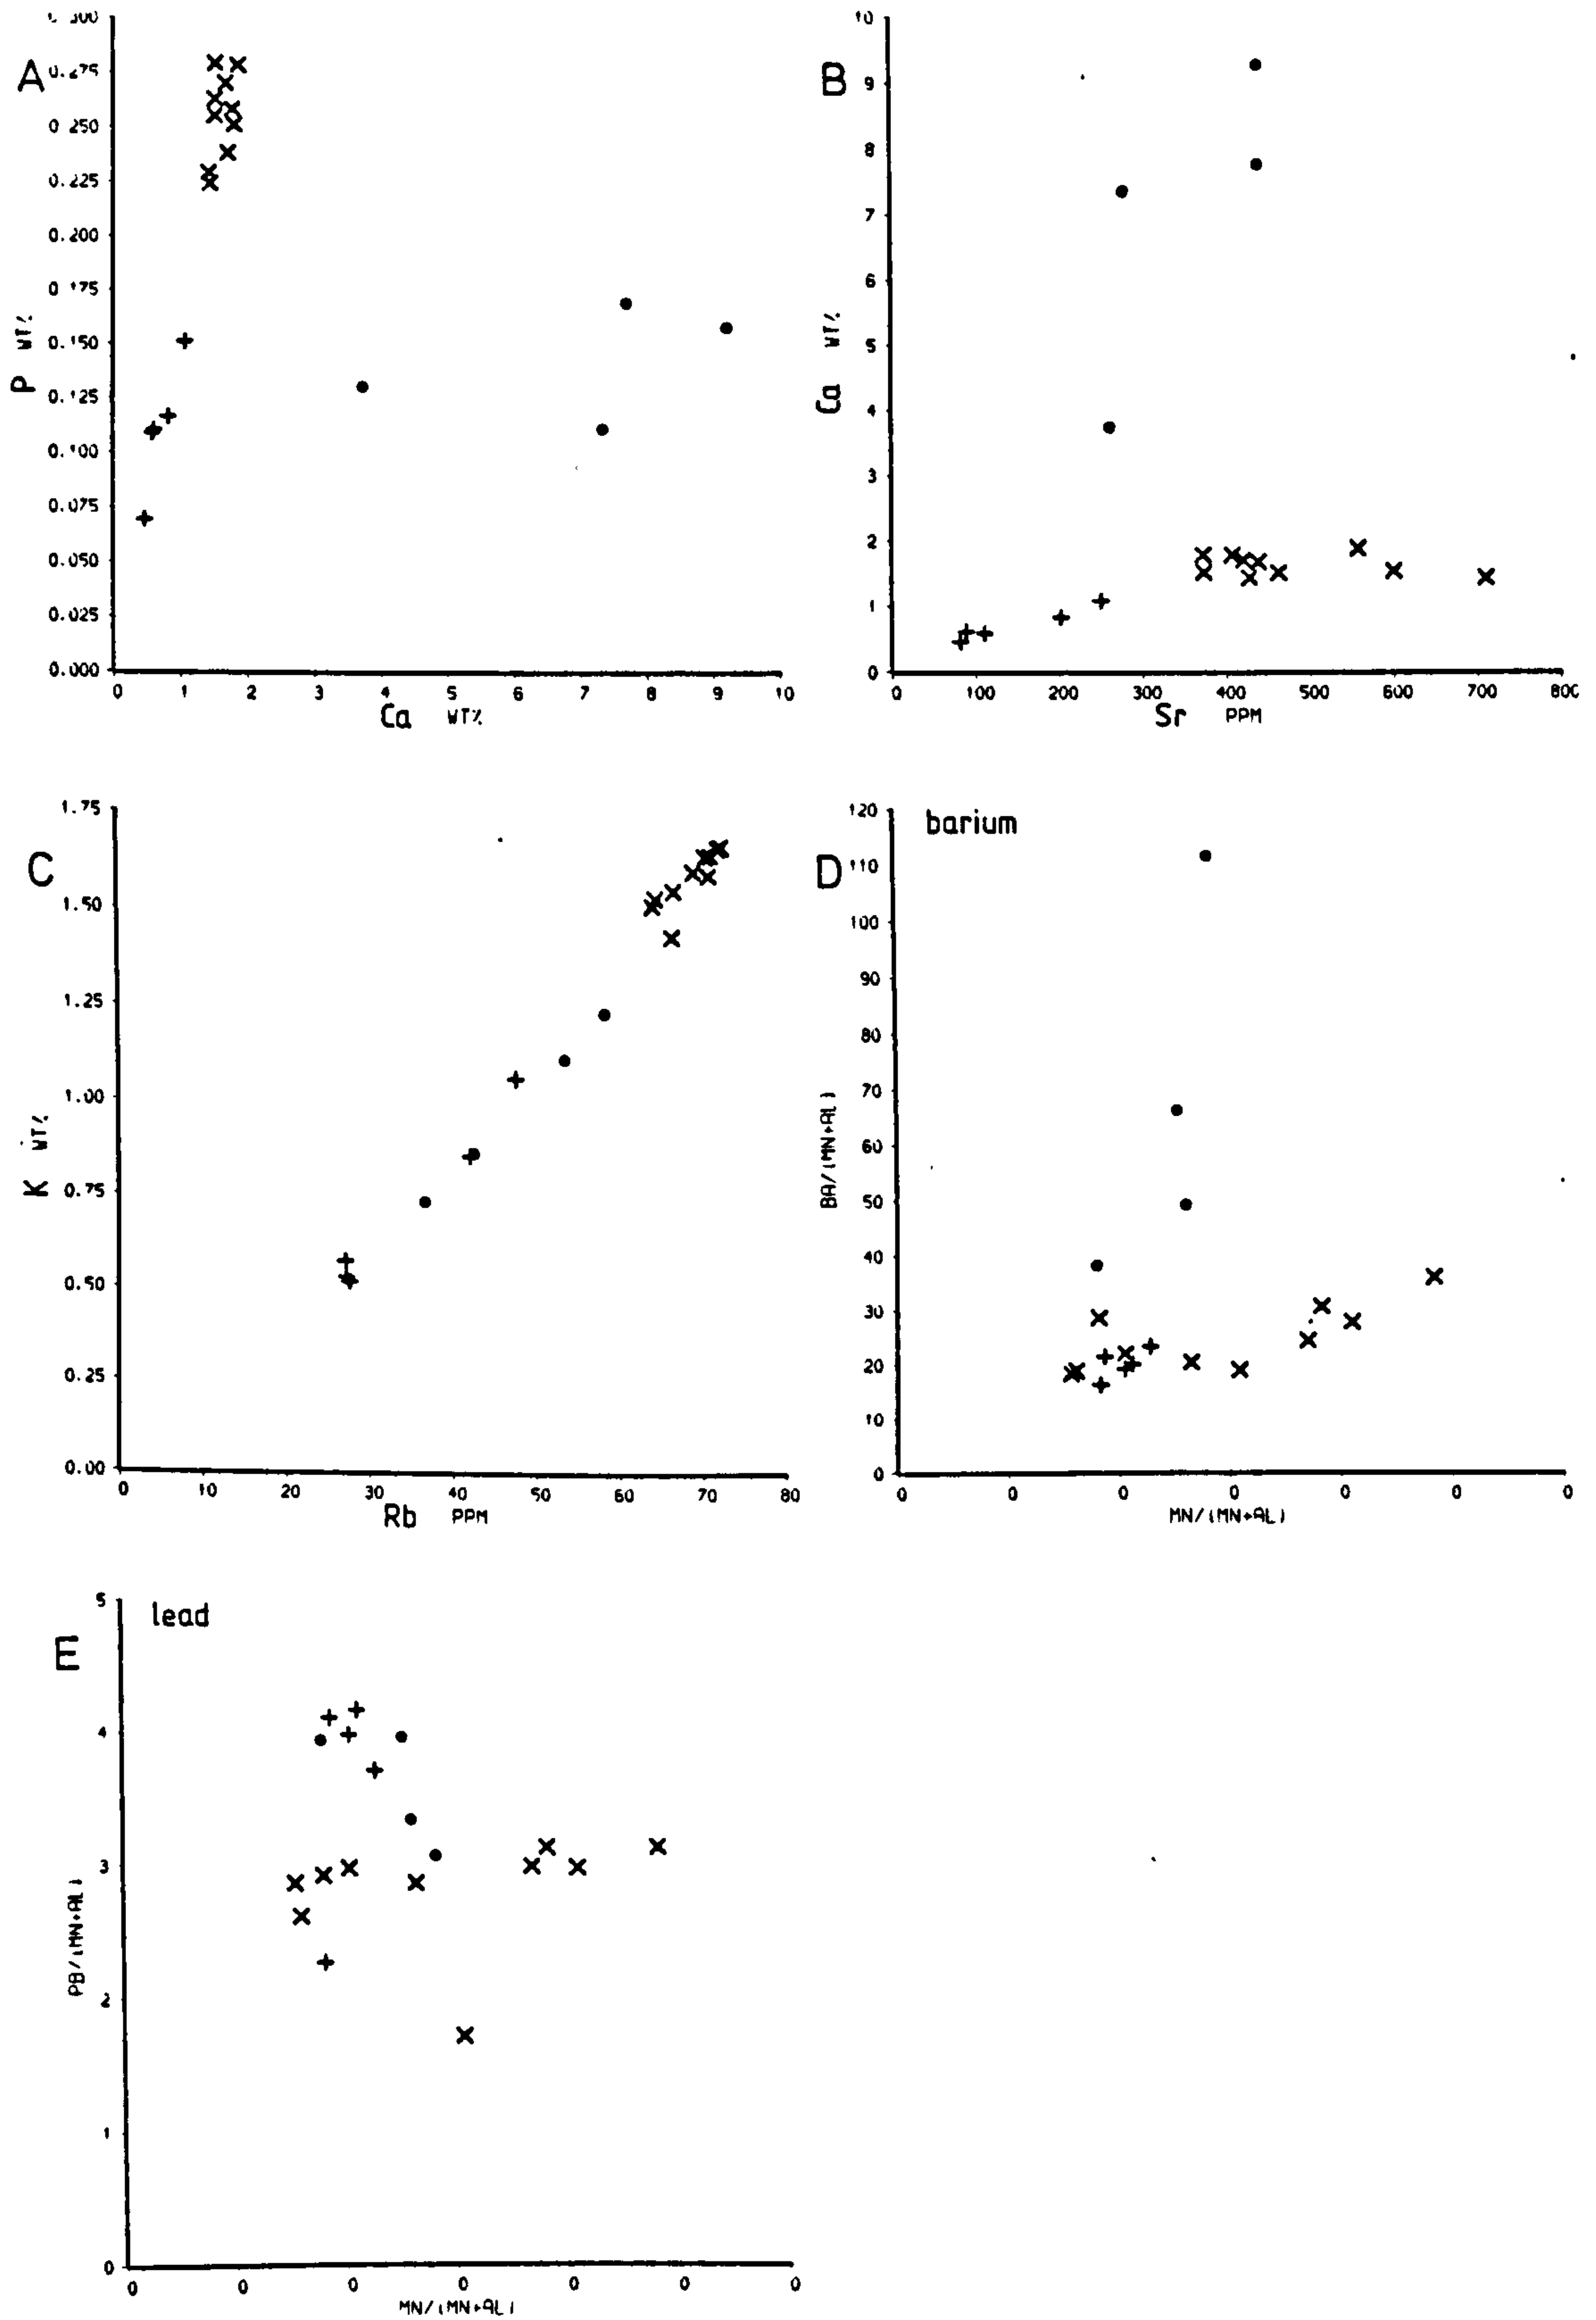 A
0.300
0.275
0.250
0.225
0.200
0.175
0.150
0.125
0.100
0.075
0.050
0.025
0.000
P WT%
0 1 2 3 4 5 6 7 8 9 10
Ca WT%
B
10
9
8
7
6
5
4
3
2
1
0
Ca WT%
0 100 200 300 400 500 600 700 800
Sr PPM
C
1.75
1.50
1.25
1.00
0.75
0.50
0.25
0.00
K WT%
0 10 20 30 40 50 60 70 80
Rb PPM
D
barium
120
110
100
90
80
70
60
50
40
30
20
10
0
BA/(MN+AL)
0 0 0 0 0 0 0
MN/(MN+AL)
E
lead
5
4
3
2
1
0
PB/(MN+AL)
0 0 0 0 0 0 0
MN/(MN+AL)